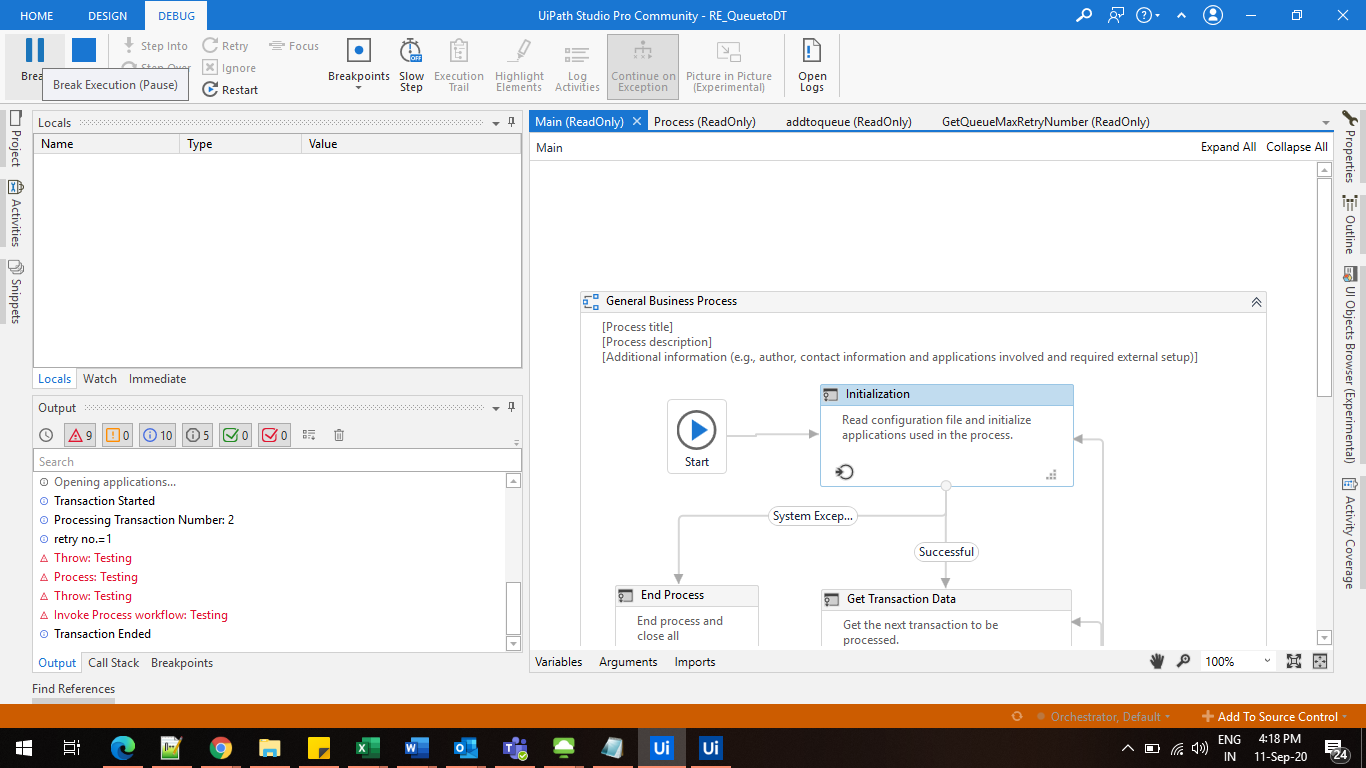 HOME DESIGN DEBUG UiPath Studio Pro Community - RE_QueuetoDT
Step Into Retry Focus
Ignore
Restart
Break Execution (Pause)
Breakpoints
Slow Step
Execution Trail
Highlight Elements
Log Activities
Continue on Exception
Picture in Picture (Experimental)
Open Logs
Project
Activities
Snippets
Locals
Name Type Value
Locals Watch Immediate
Output
9 0 10 5 0 0
Search
Opening applications...
Transaction Started
Processing Transaction Number: 2
retry no.=1
Throw: Testing
Process: Testing
Throw: Testing
Invoke Process workflow: Testing
Transaction Ended
Output Call Stack Breakpoints
Find References
Main (ReadOnly) Process (ReadOnly) addtoqueue (ReadOnly) GetQueueMaxRetryNumber (ReadOnly)
Main Expand All Collapse All
General Business Process
[Process title]
[Process description]
[Additional information (e.g., author, contact information and applications involved and required external setup)]
Start
Initialization
Read configuration file and initialize
applications used in the process.
System Excep...
Successful
End Process
End process and
close all
Get Transaction Data
Get the next transaction to be
processed.
Variables Arguments Imports 100%
Properties
Outline
UI Objects Browser (Experimental)
Activity Coverage
Orchestrator, Default Add To Source Control
ENG
IN
4:18 PM
11-Sep-20
24